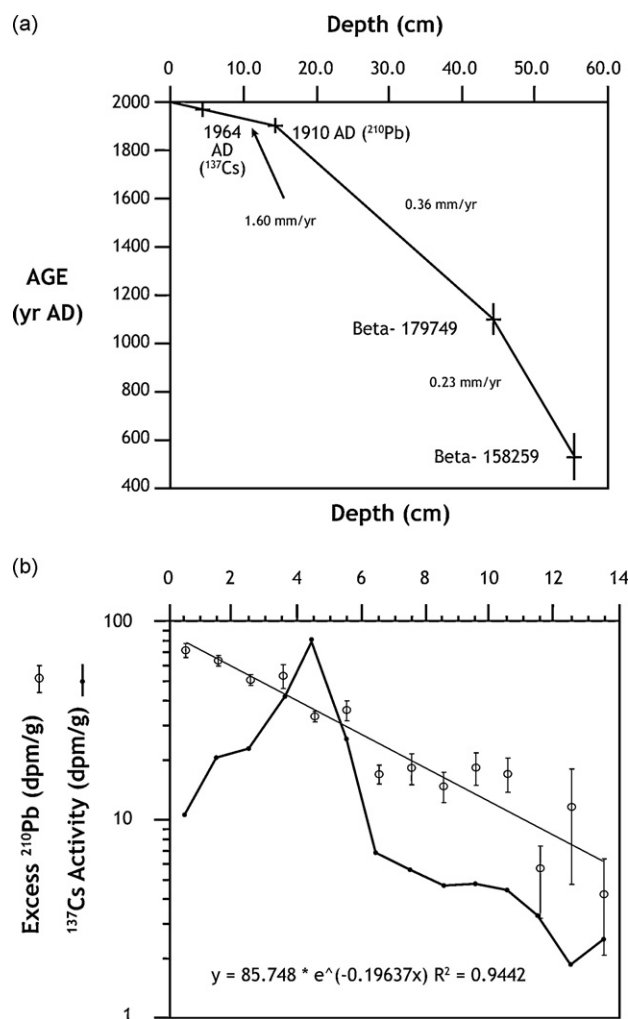 (a)
Depth (cm)
0 10.0 20.0 30.0 40.0 50.0 60.0
2000
1800
1600
1400
1200
1000
800
600
400
AGE
(yr AD)
1964
AD
(¹³⁷Cs)
1910 AD (²¹⁰Pb)
1.60 mm/yr
0.36 mm/yr
Beta- 179749
0.23 mm/yr
Beta- 158259
Depth (cm)
(b)
0 2 4 6 8 10 12 14
100
10
1
Excess ²¹⁰Pb (dpm/g)
¹³⁷Cs Activity (dpm/g)
y = 85.748 * e^(-0.19637x) R² = 0.9442